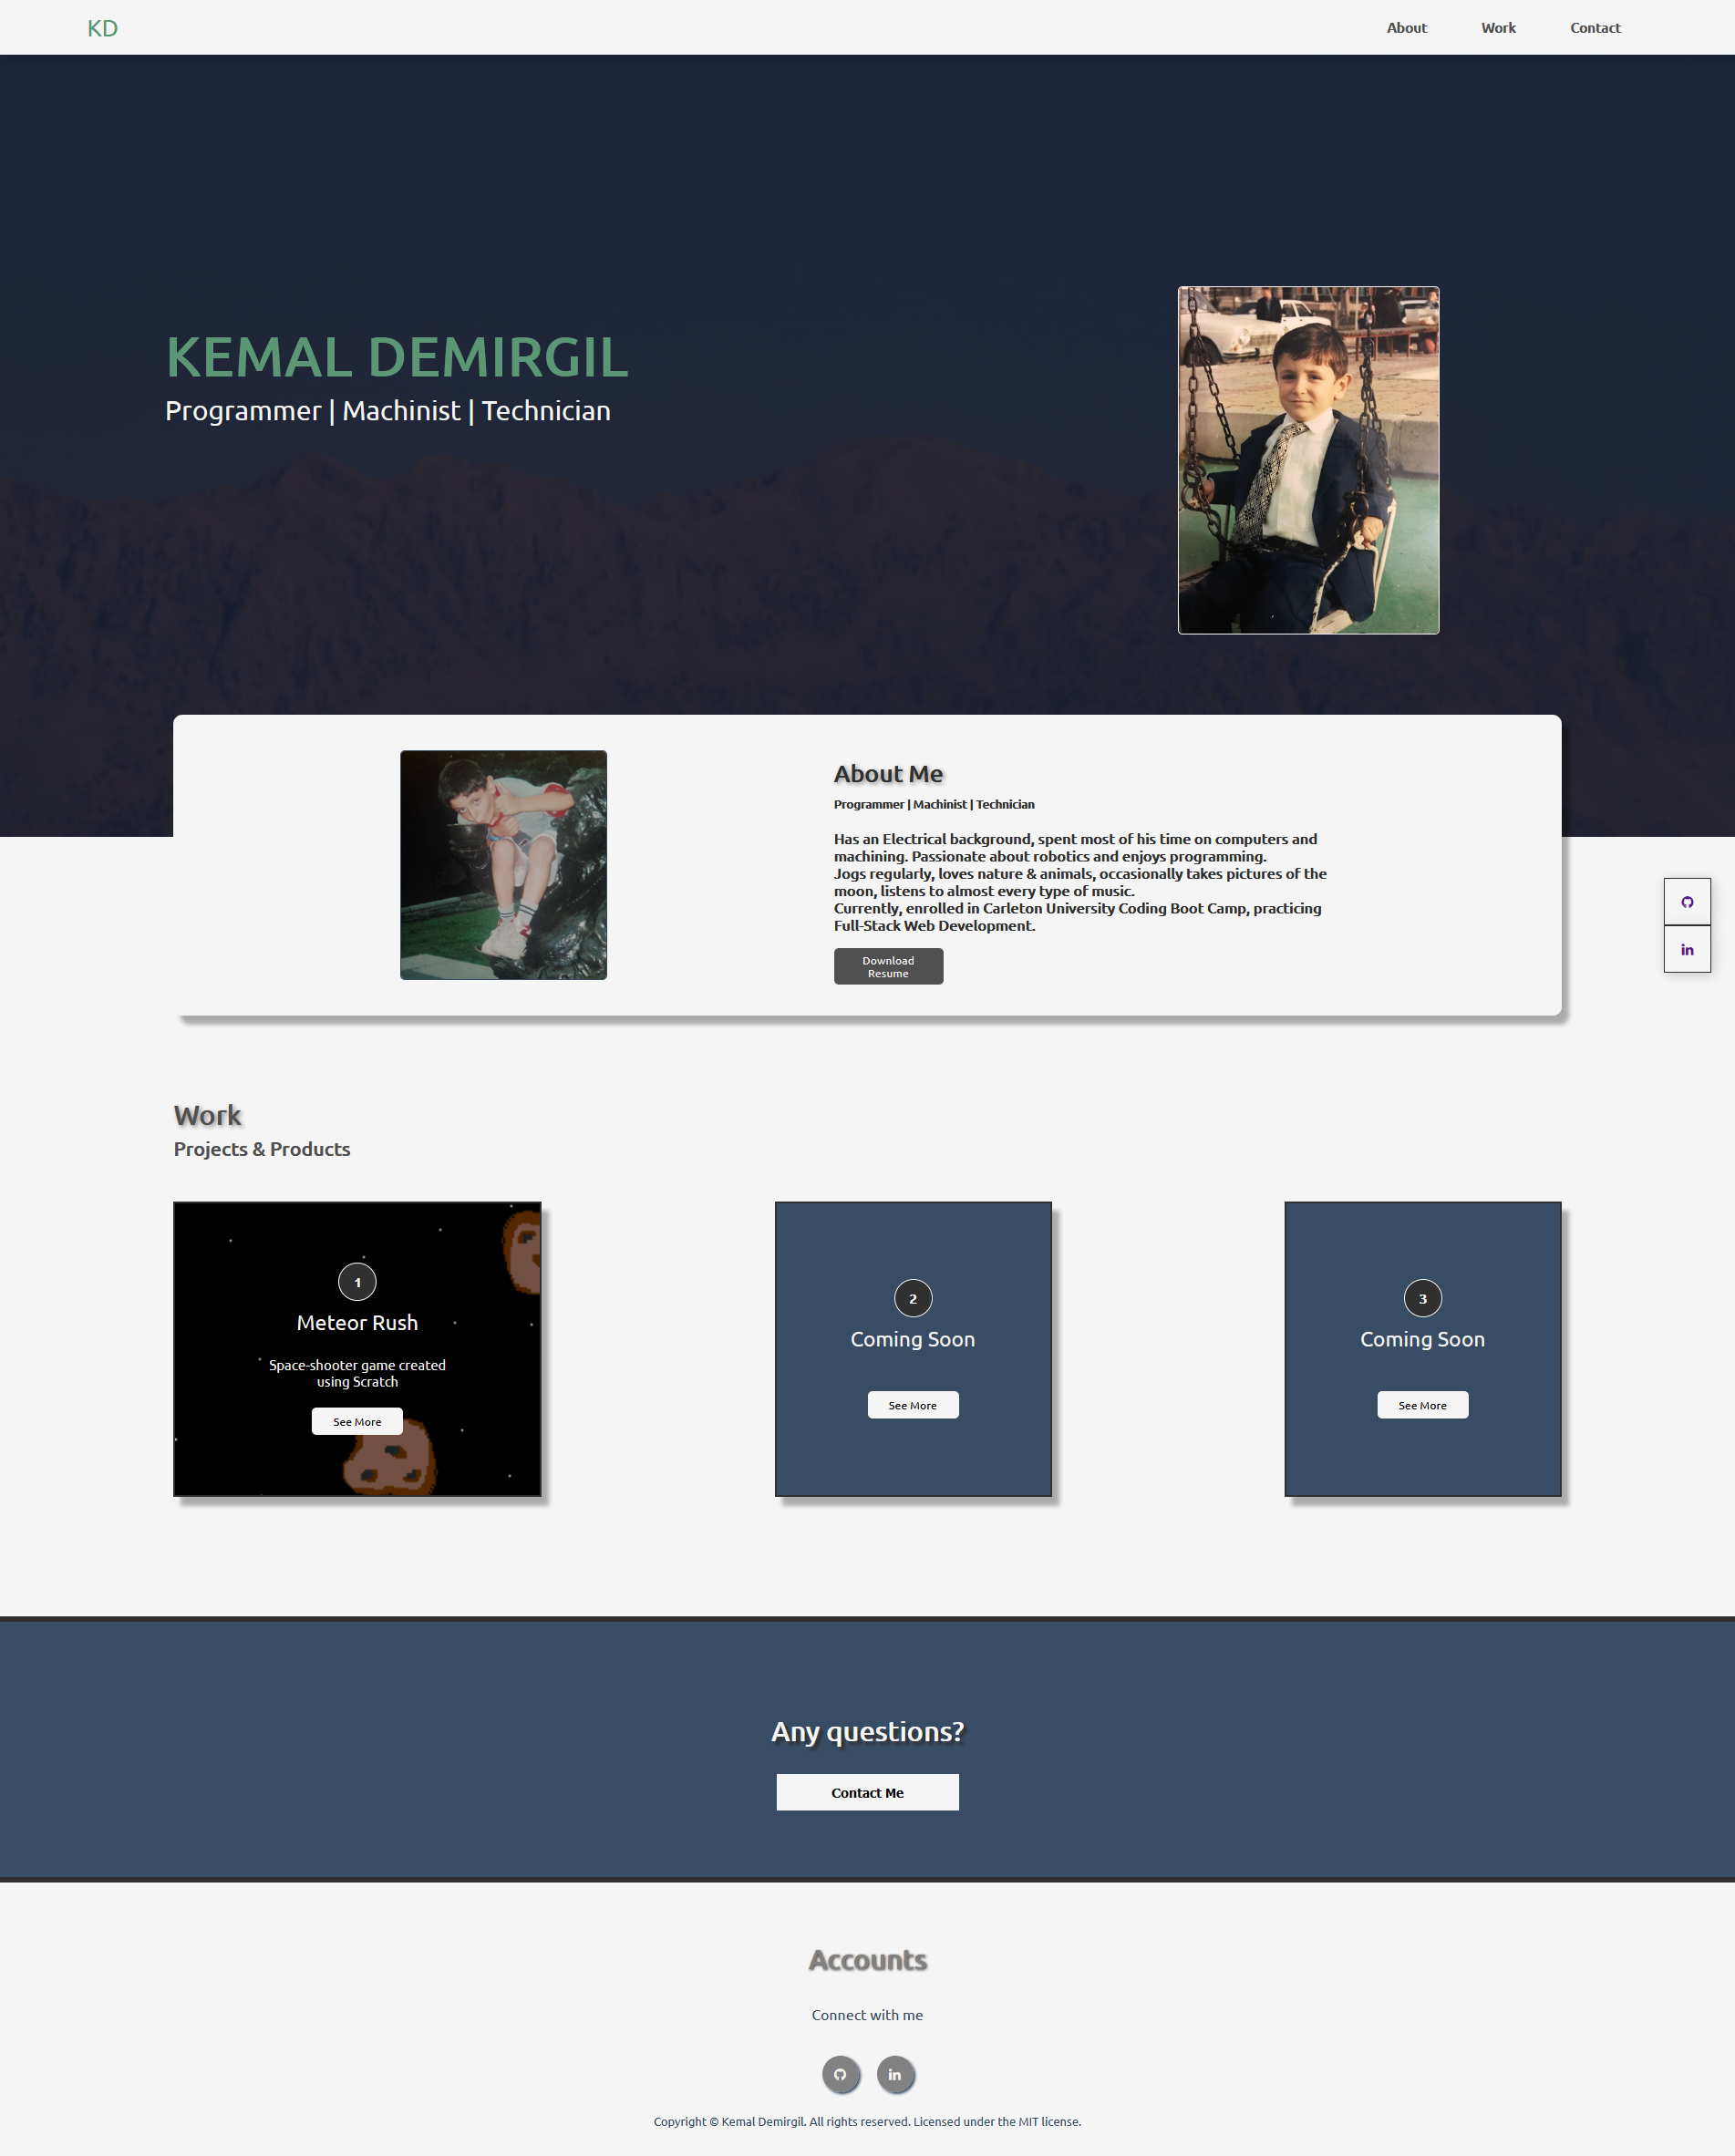 KD
About
Work
Contact
KEMAL DEMIRGIL
Programmer | Machinist | Technician
About Me
Programmer | Machinist | Technician
Has an Electrical background, spent most of his time on computers and
machining. Passionate about robotics and enjoys programming.
Jogs regularly, loves nature & animals, occasionally takes pictures of the
moon, listens to almost every type of music.
Currently, enrolled in Carleton University Coding Boot Camp, practicing
Full-Stack Web Development.
Download
Resume
Work
Projects & Products
1
Meteor Rush
Space-shooter game created
using Scratch
See More
2
Coming Soon
See More
3
Coming Soon
See More
Any questions?
Contact Me
Accounts
Connect with me
Copyright © Kemal Demirgil. All rights reserved. Licensed under the MIT license.